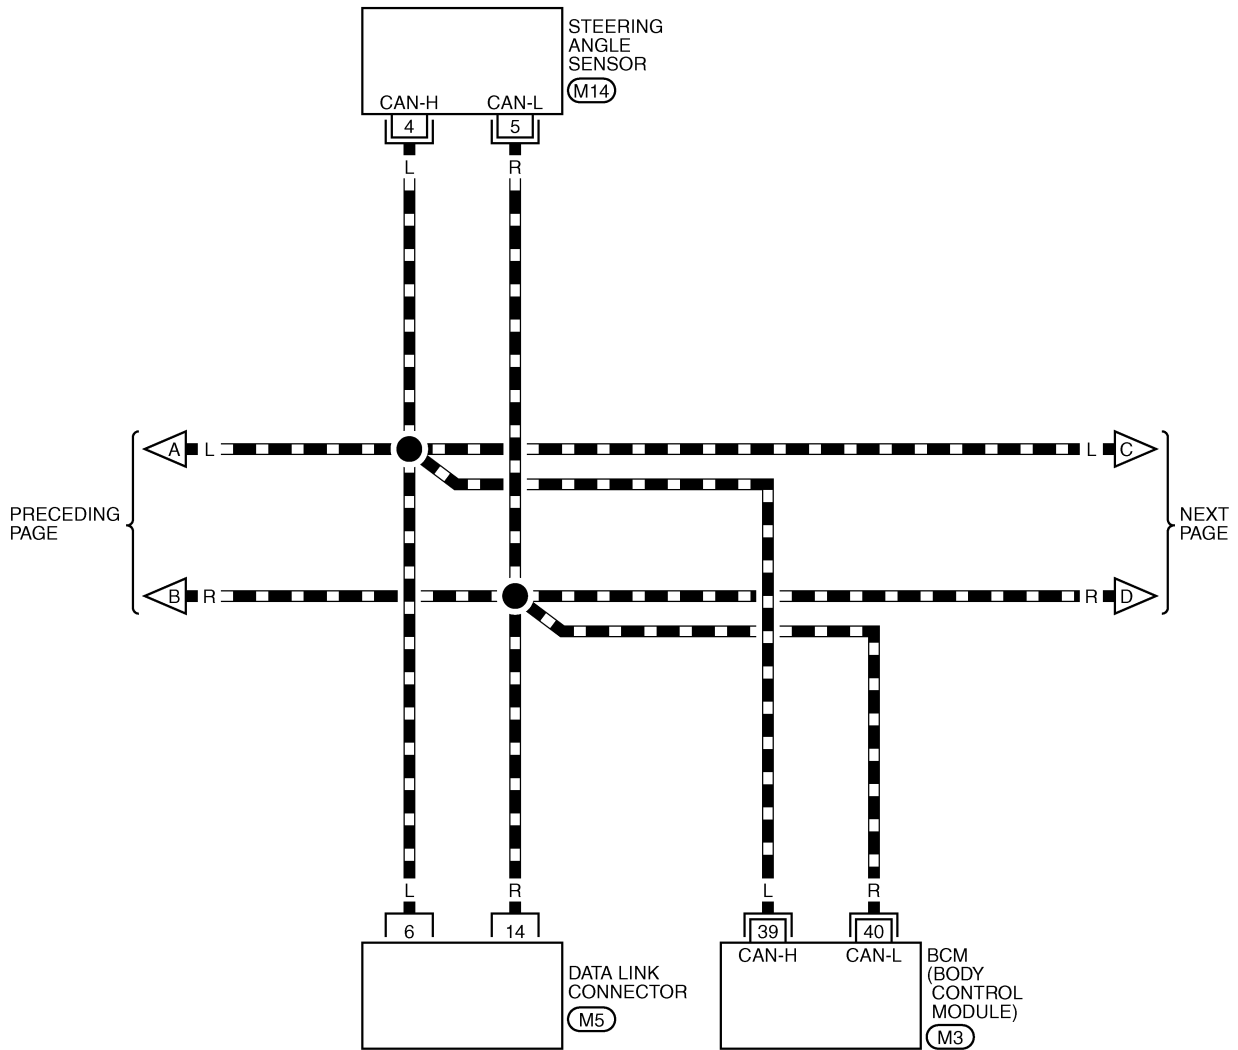 STEERING
ANGLE
SENSOR
M14
CAN-H CAN-L
4 5
L R
A L L C
PRECEDING
PAGE
NEXT
PAGE
B R R D
L R L R
6 14 39 40
CAN-H CAN-L
DATA LINK
CONNECTOR
M5
BCM
(BODY
CONTROL
MODULE)
M3